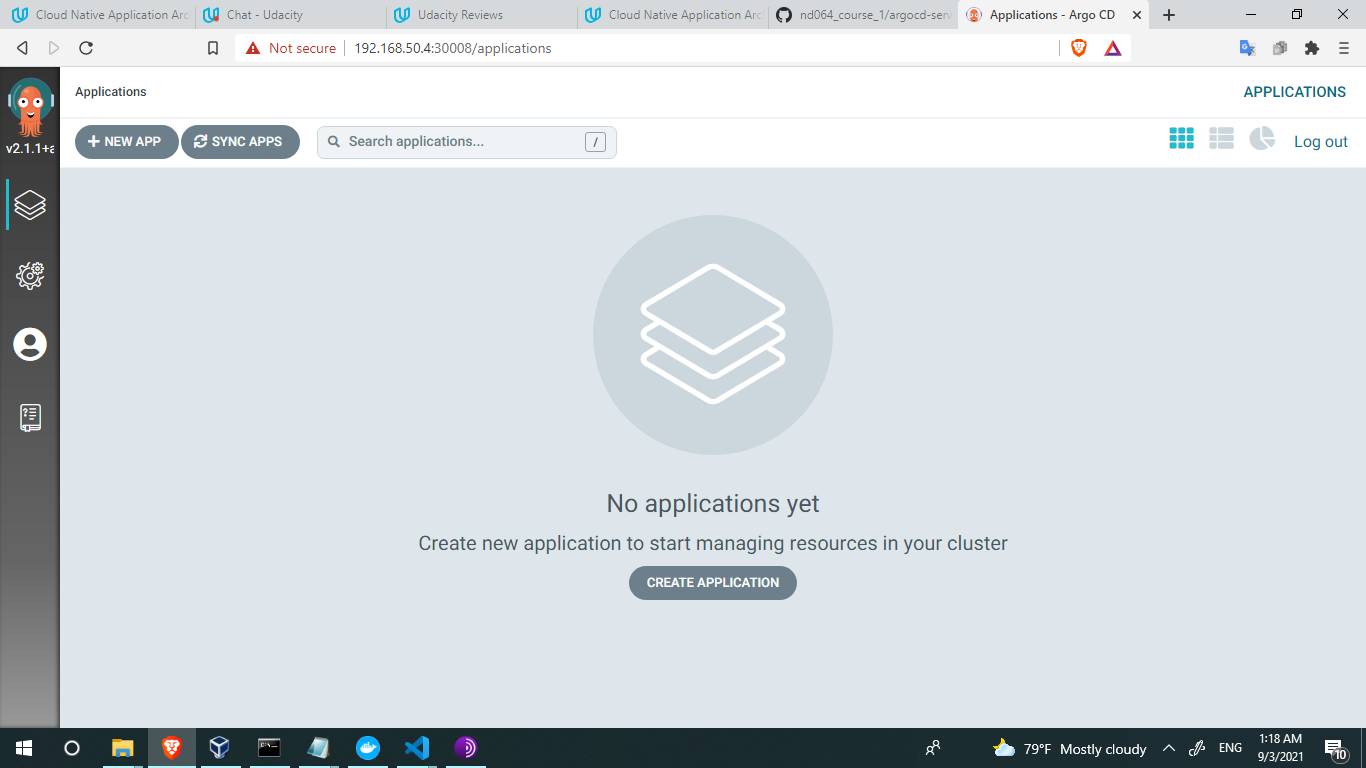 Cloud Native Application Arc
Chat - Udacity
Udacity Reviews
Cloud Native Application Arc
nd064_course_1/argocd-serv
Applications - Argo CD
Not secure
192.168.50.4:30008/applications
v2.1.1+a
Applications
APPLICATIONS
NEW APP
SYNC APPS
Search applications...
/
Log out
No applications yet
Create new application to start managing resources in your cluster
CREATE APPLICATION
79°F Mostly cloudy
ENG
1:18 AM
9/3/2021
10